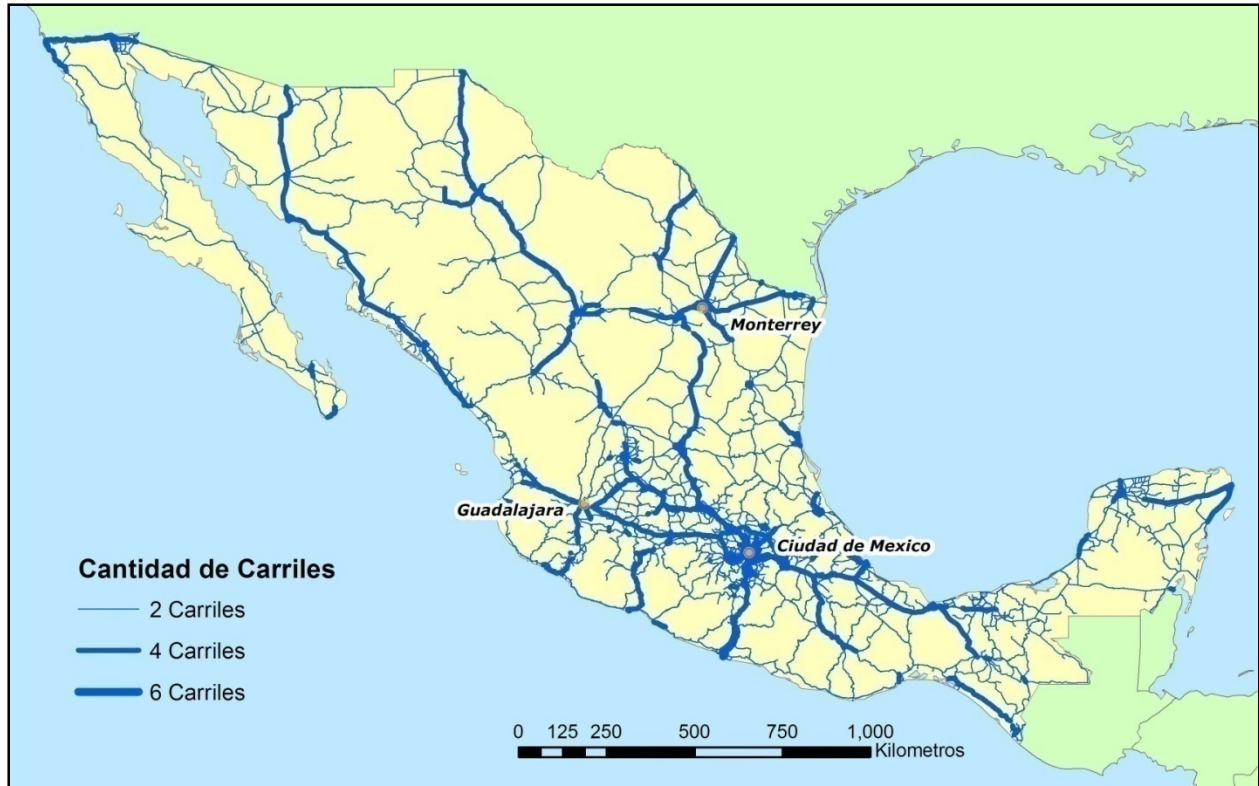 Monterrey
Guadalajara
Ciudad de Mexico
Cantidad de Carriles
2 Carriles
4 Carriles
6 Carriles
0 125 250 500 750 1,000
Kilometros